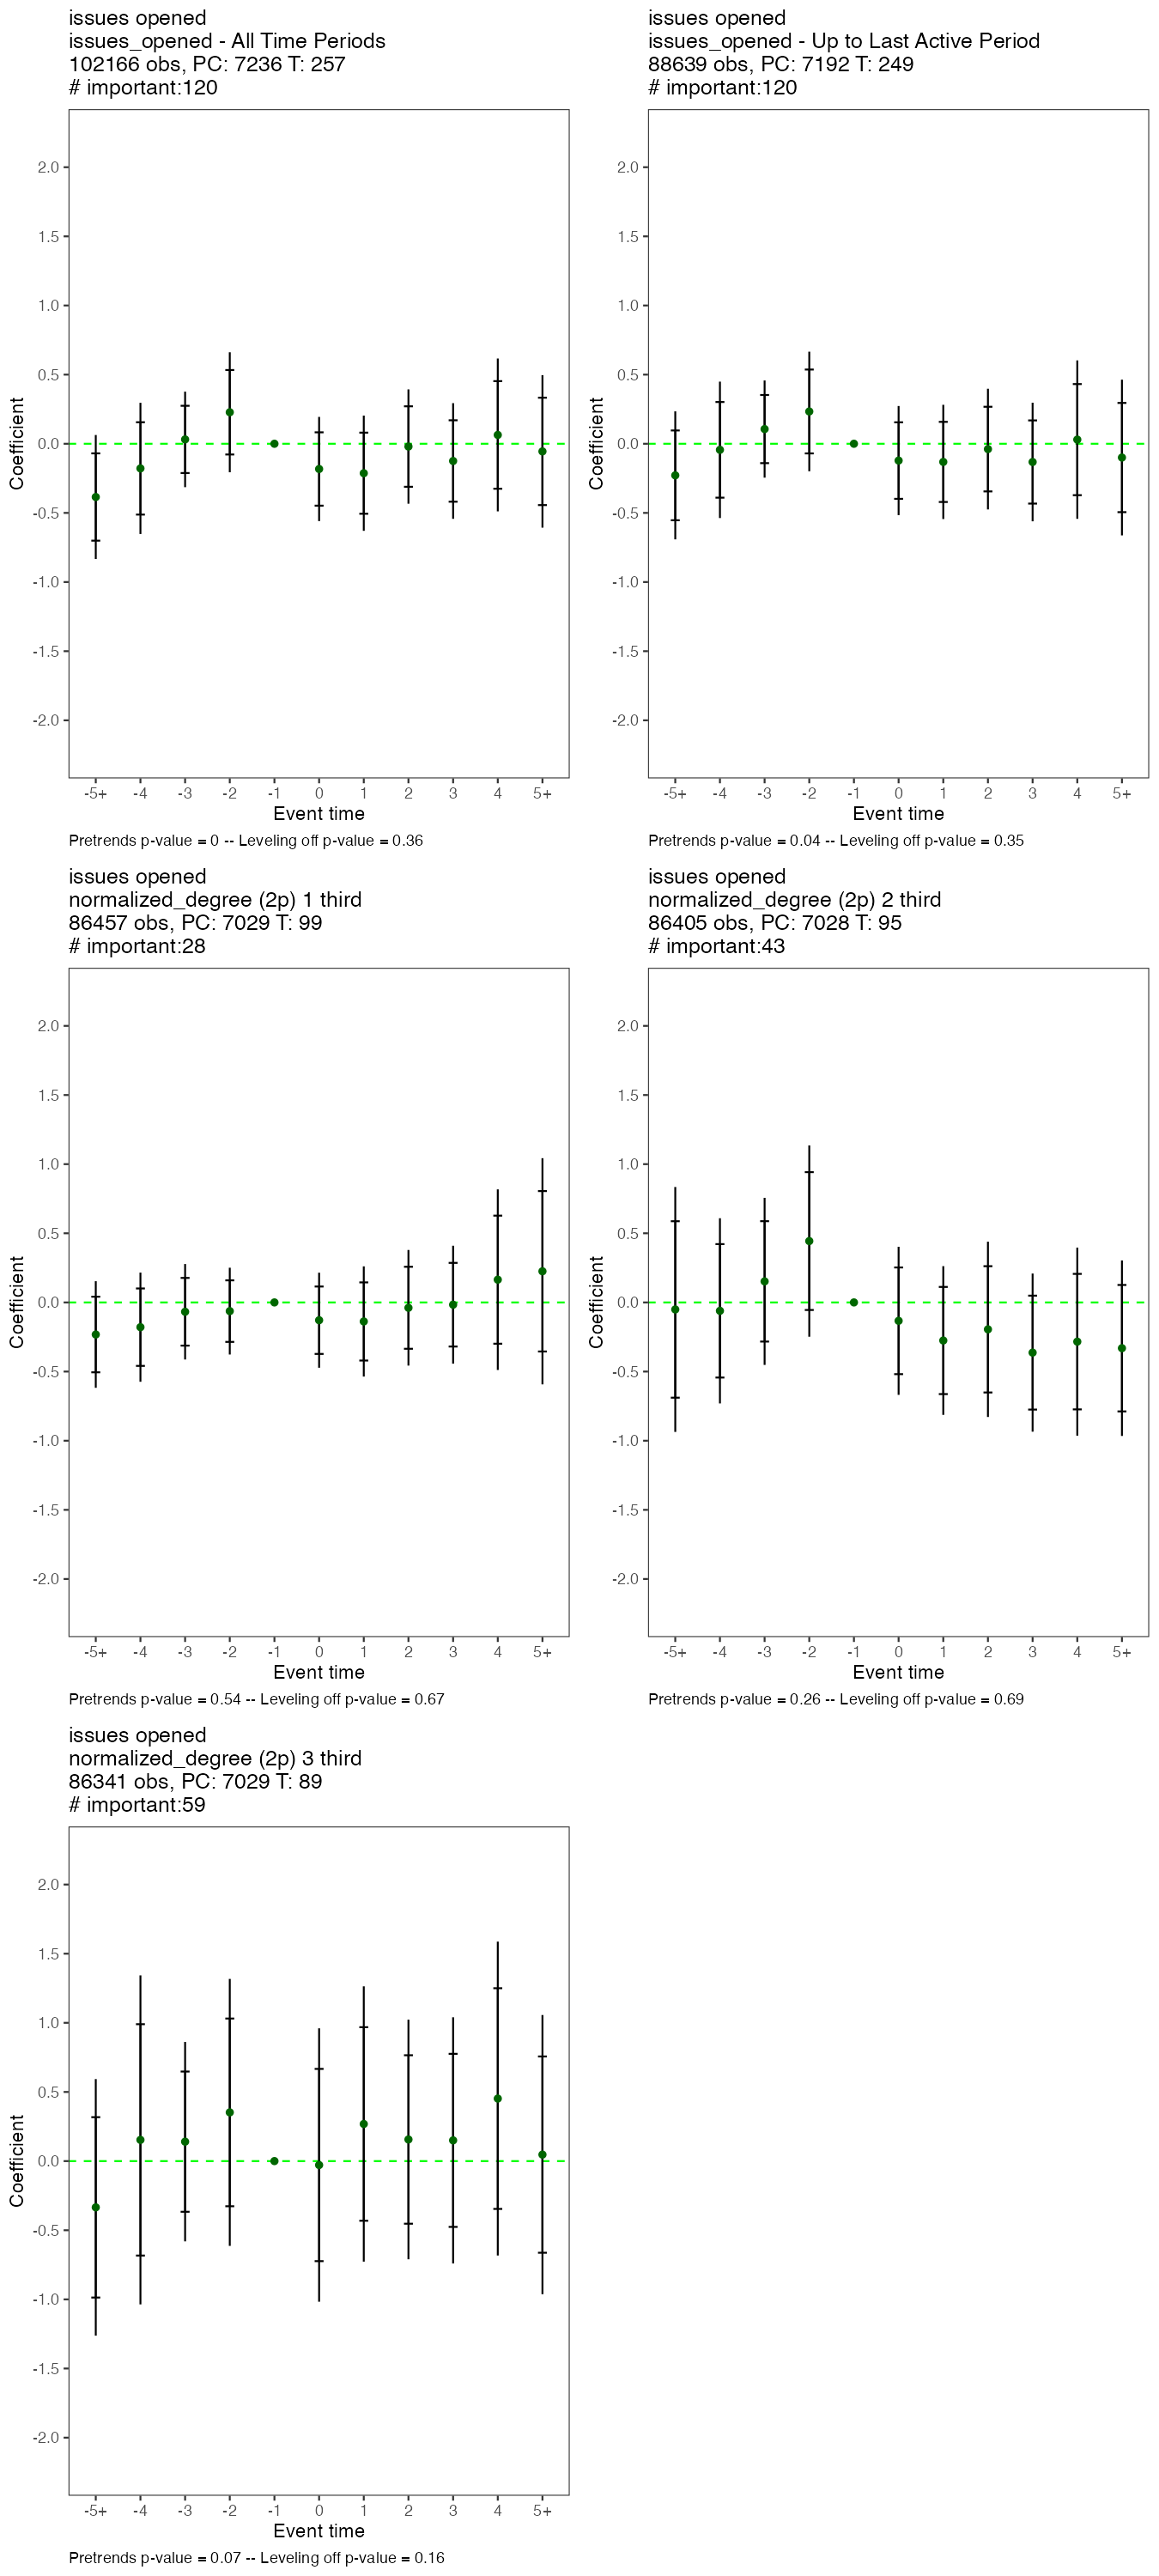 issues opened
issues_opened - All Time Periods
102166 obs, PC: 7236 T: 257
# important:120
Coefficient
2.0
1.5
1.0
0.5
0.0
-0.5
-1.0
-1.5
-2.0
-5+ -4 -3 -2 -1 0 1 2 3 4 5+
Event time
Pretrends p-value = 0 -- Leveling off p-value = 0.36
issues opened
issues_opened - Up to Last Active Period
88639 obs, PC: 7192 T: 249
# important:120
Coefficient
2.0
1.5
1.0
0.5
0.0
-0.5
-1.0
-1.5
-2.0
-5+ -4 -3 -2 -1 0 1 2 3 4 5+
Event time
Pretrends p-value = 0.04 -- Leveling off p-value = 0.35
issues opened
normalized_degree (2p) 1 third
86457 obs, PC: 7029 T: 99
# important:28
Coefficient
2.0
1.5
1.0
0.5
0.0
-0.5
-1.0
-1.5
-2.0
-5+ -4 -3 -2 -1 0 1 2 3 4 5+
Event time
Pretrends p-value = 0.54 -- Leveling off p-value = 0.67
issues opened
normalized_degree (2p) 2 third
86405 obs, PC: 7028 T: 95
# important:43
Coefficient
2.0
1.5
1.0
0.5
0.0
-0.5
-1.0
-1.5
-2.0
-5+ -4 -3 -2 -1 0 1 2 3 4 5+
Event time
Pretrends p-value = 0.26 -- Leveling off p-value = 0.69
issues opened
normalized_degree (2p) 3 third
86341 obs, PC: 7029 T: 89
# important:59
Coefficient
2.0
1.5
1.0
0.5
0.0
-0.5
-1.0
-1.5
-2.0
-5+ -4 -3 -2 -1 0 1 2 3 4 5+
Event time
Pretrends p-value = 0.07 -- Leveling off p-value = 0.16